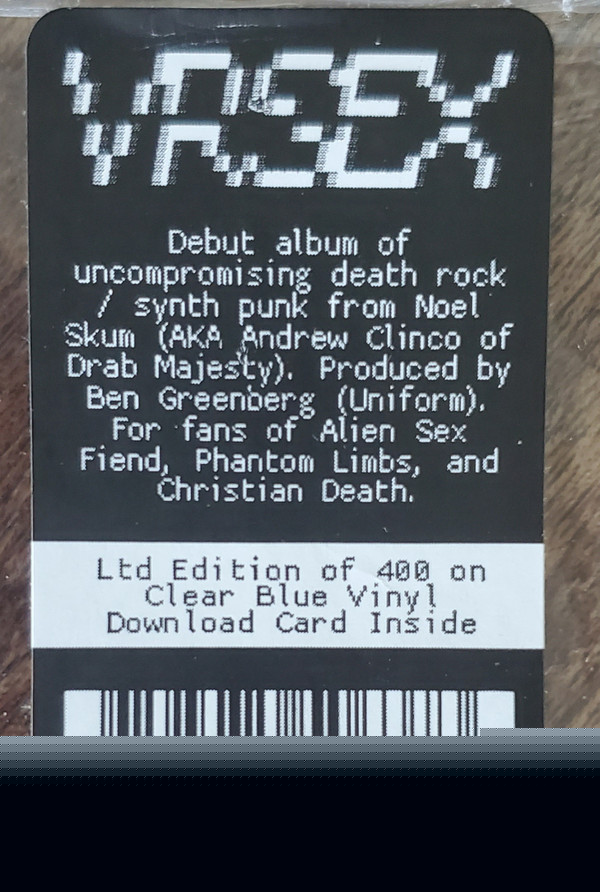 VRSEX
Debut album of
uncompromising death rock
/ synth punk from Noel
Skum (AKA Andrew Clinco of
Drab Majesty). Produced by
Ben Greenberg (Uniform).
For fans of Alien Sex
Fiend, Phantom Limbs, and
Christian Death.
Ltd Edition of 400 on
Clear Blue Vinyl
Download Card Inside